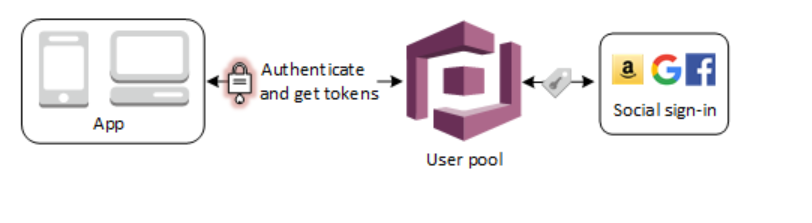 Authenticate
and get tokens
App
User pool
a G f
Social sign-in